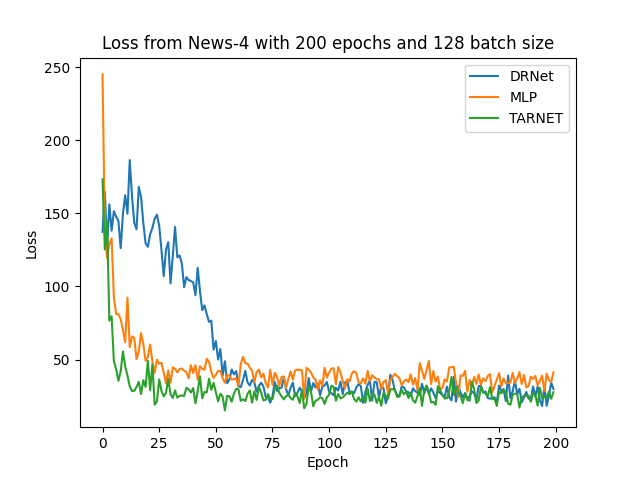 Loss from News-4 with 200 epochs and 128 batch size
250
200
150
100
50
Loss
DRNet
MLP
TARNET
0 25 50 75 100 125 150 175 200
Epoch